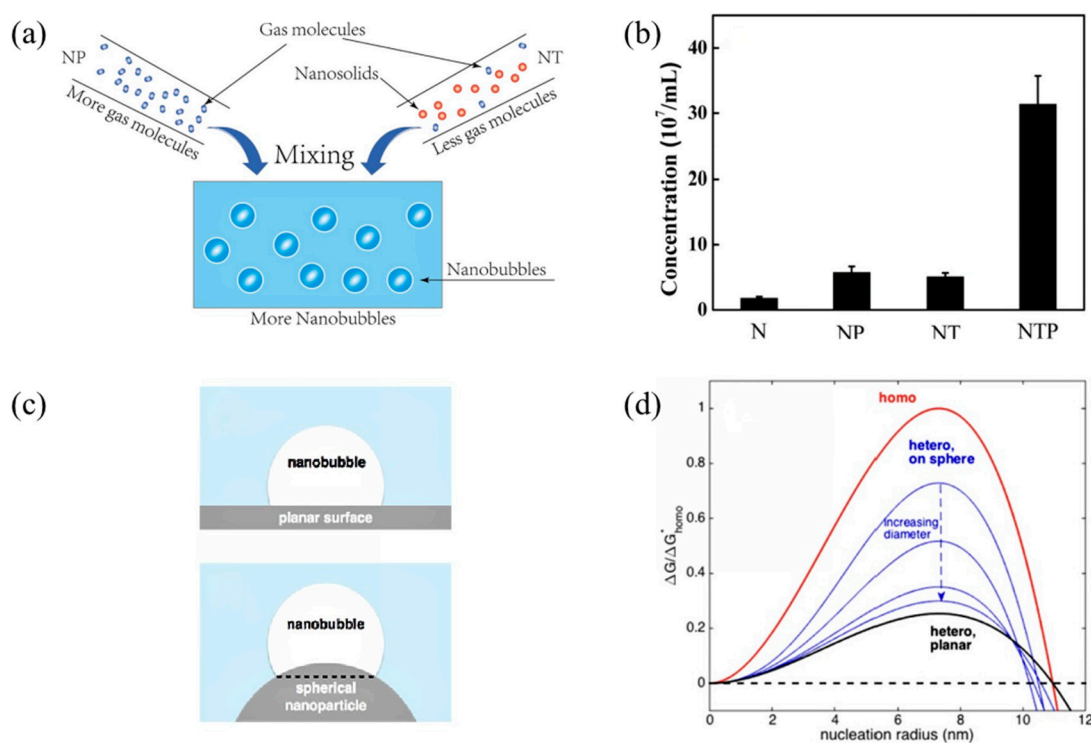 (a)
Gas molecules
NP
NT
Nanosolids
More gas molecules
Less gas molecules
Mixing
Nanobubbles
More Nanobubbles
(b)
Concentration (10⁷/mL)
40
30
20
10
0
N
NP
NT
NTP
(c)
nanobubble
planar surface
nanobubble
spherical
nanoparticle
(d)
homo
hetero,
on sphere
Increasing
diameter
hetero,
planar
ΔG/ΔG*homo
1
0.8
0.6
0.4
0.2
0
0
2
4
6
8
10
12
nucleation radius (nm)